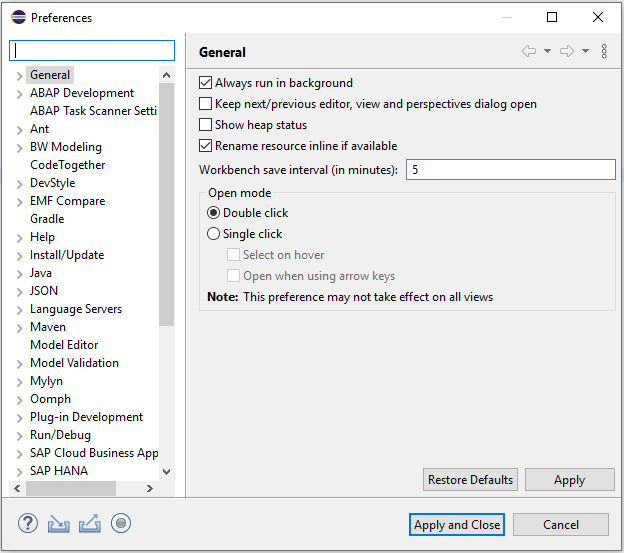 Preferences
General
ABAP Development
ABAP Task Scanner Setti
Ant
BW Modeling
CodeTogether
DevStyle
EMF Compare
Gradle
Help
Install/Update
Java
JSON
Language Servers
Maven
Model Editor
Model Validation
Mylyn
Oomph
Plug-in Development
Run/Debug
SAP Cloud Business App
SAP HANA
General
Always run in background
Keep next/previous editor, view and perspectives dialog open
Show heap status
Rename resource inline if available
Workbench save interval (in minutes): 5
Open mode
Double click
Single click
Select on hover
Open when using arrow keys
Note: This preference may not take effect on all views
Restore Defaults Apply
? Apply and Close Cancel